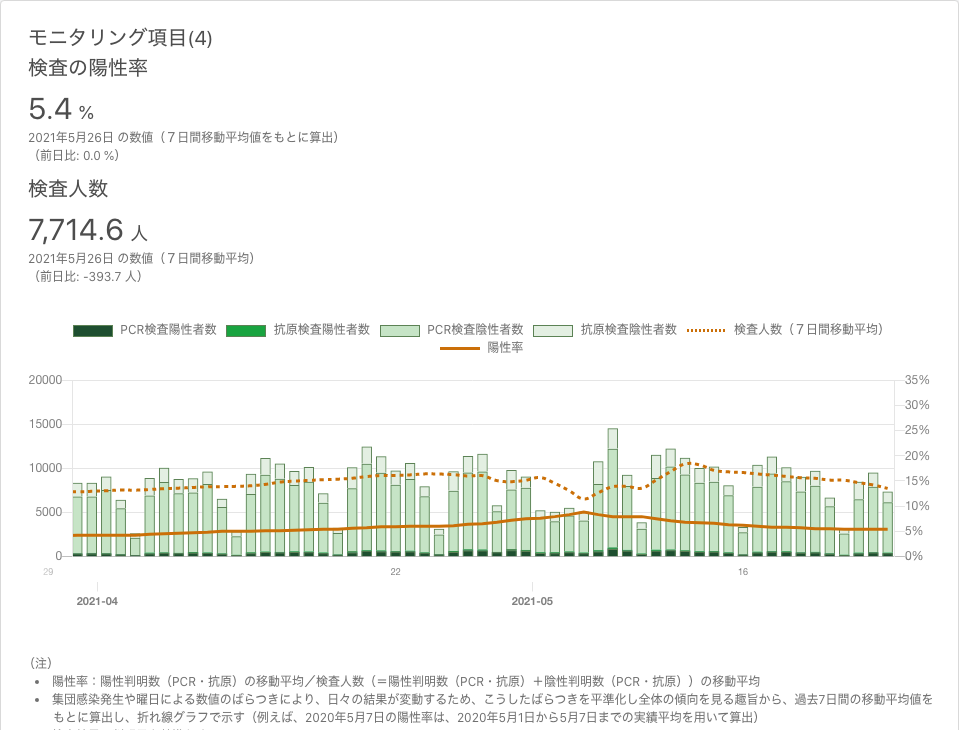 モニタリング項目(4)
検査の陽性率
5.4 %
2021年5月26日 の数値（７日間移動平均値をもとに算出）
（前日比: 0.0 %）
検査人数
7,714.6 人
2021年5月26日 の数値（７日間移動平均）
（前日比: -393.7 人）
PCR検査陽性者数 抗原検査陽性者数 PCR検査陰性者数 抗原検査陰性者数 検査人数（７日間移動平均）
陽性率
20000 35%
30%
15000 25%
20%
10000 15%
5000 10%
5%
0 0%
29 22 16
2021-04 2021-05
（注）
• 陽性率：陽性判明数（PCR・抗原）の移動平均／検査人数（＝陽性判明数（PCR・抗原）＋陰性判明数（PCR・抗原））の移動平均
• 集団感染発生や曜日による数値のばらつきにより、日々の結果が変動するため、こうしたばらつきを平準化し全体の傾向を見る趣旨から、過去7日間の移動平均値を
もとに算出し、折れ線グラフで示す（例えば、2020年5月7日の陽性率は、2020年5月1日から5月7日までの実績平均を用いて算出）